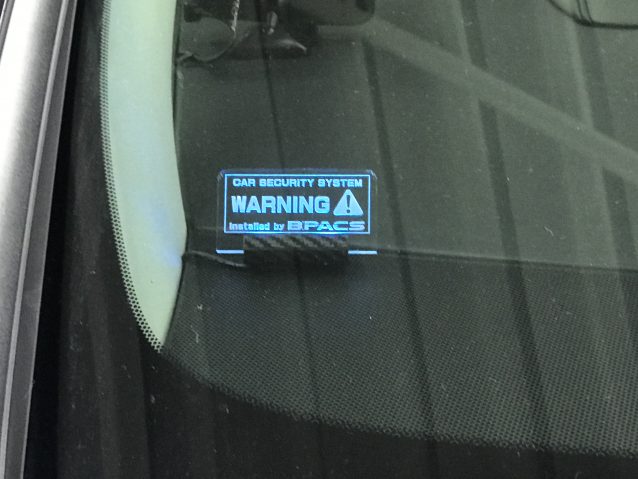 CAR SECURITY SYSTEM
WARNING
Installed by BPACS